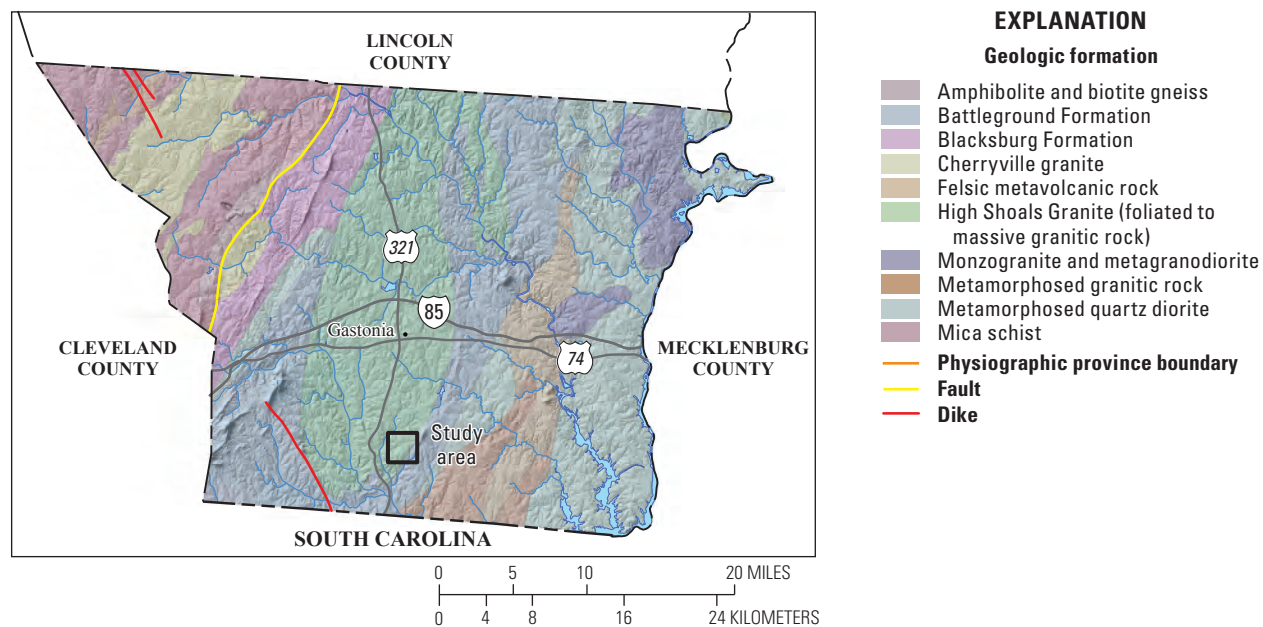 LINCOLN
COUNTY
321
85
Gastonia
74
CLEVELAND
COUNTY
MECKLENBURG
COUNTY
Study
area
SOUTH CAROLINA
0 5 10 20 MILES
0 4 8 16 24 KILOMETERS
EXPLANATION
Geologic formation
Amphibolite and biotite gneiss
Battleground Formation
Blacksburg Formation
Cherryville granite
Felsic metavolcanic rock
High Shoals Granite (foliated to
massive granitic rock)
Monzogranite and metagranodiorite
Metamorphosed granitic rock
Metamorphosed quartz diorite
Mica schist
Physiographic province boundary
Fault
Dike